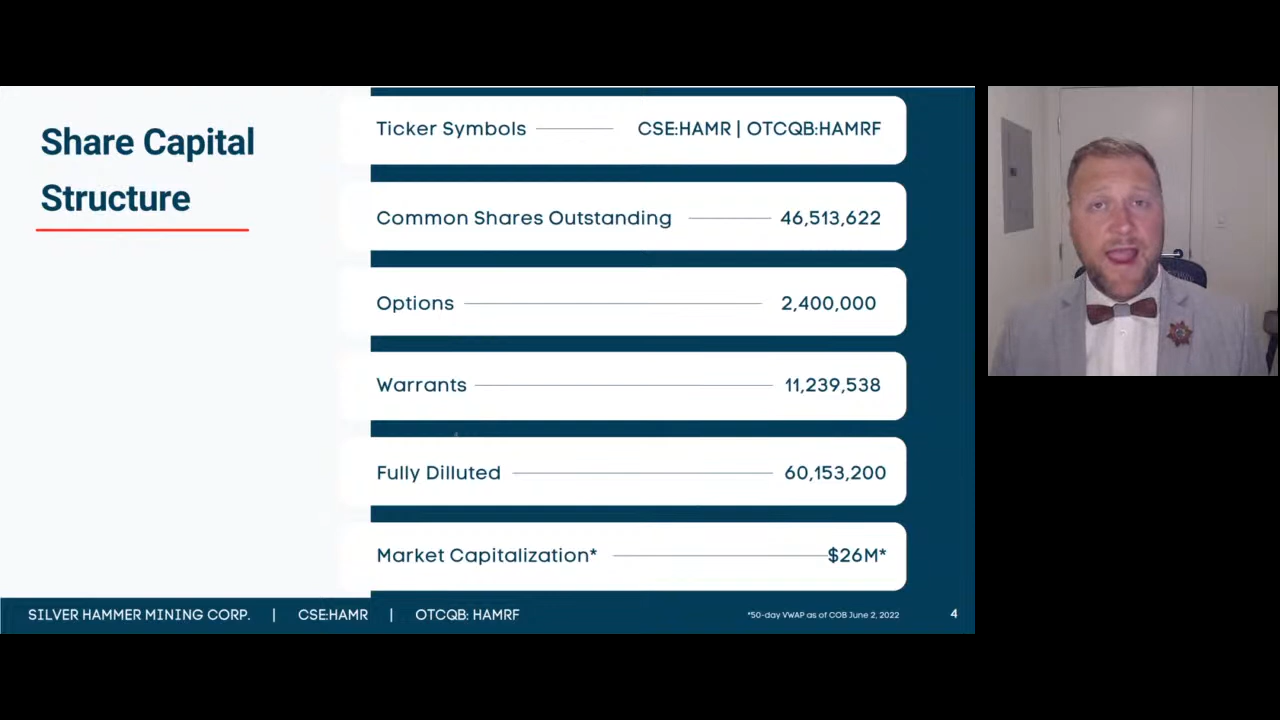 Share Capital
Structure
Ticker Symbols CSE:HAMR | OTCQB:HAMRF
Common Shares Outstanding 46,513,622
Options 2,400,000
Warrants 11,239,538
Fully Dilluted 60,153,200
Market Capitalization* $26M*
SILVER HAMMER MINING CORP. | CSE:HAMR | OTCQB: HAMRF *50-day VWAP as of COB June 2, 2022 4